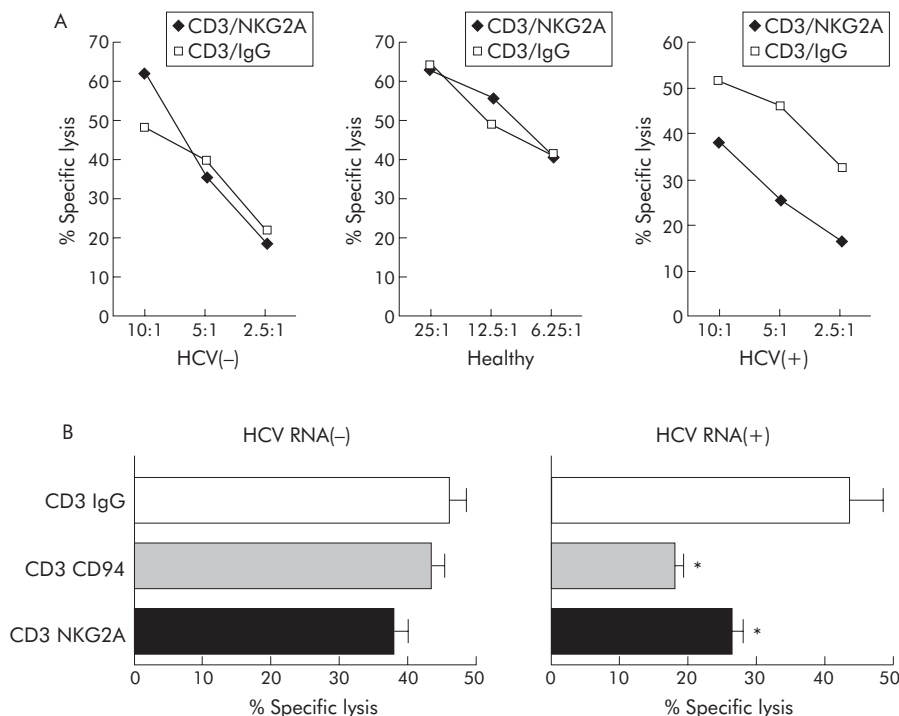 A
CD3/NKG2A
CD3/IgG
70
60
50
40
30
20
10
0
% Specific lysis
10:1 5:1 2.5:1
HCV(–)
CD3/NKG2A
CD3/IgG
70
60
50
40
30
20
10
0
% Specific lysis
25:1 12.5:1 6.25:1
Healthy
CD3/NKG2A
CD3/IgG
60
50
40
30
20
10
0
% Specific lysis
10:1 5:1 2.5:1
HCV(+)
B
HCV RNA(–)
CD3 IgG
CD3 CD94
CD3 NKG2A
0 10 20 30 40 50
% Specific lysis
HCV RNA(+)
*
*
0 10 20 30 40 50
% Specific lysis